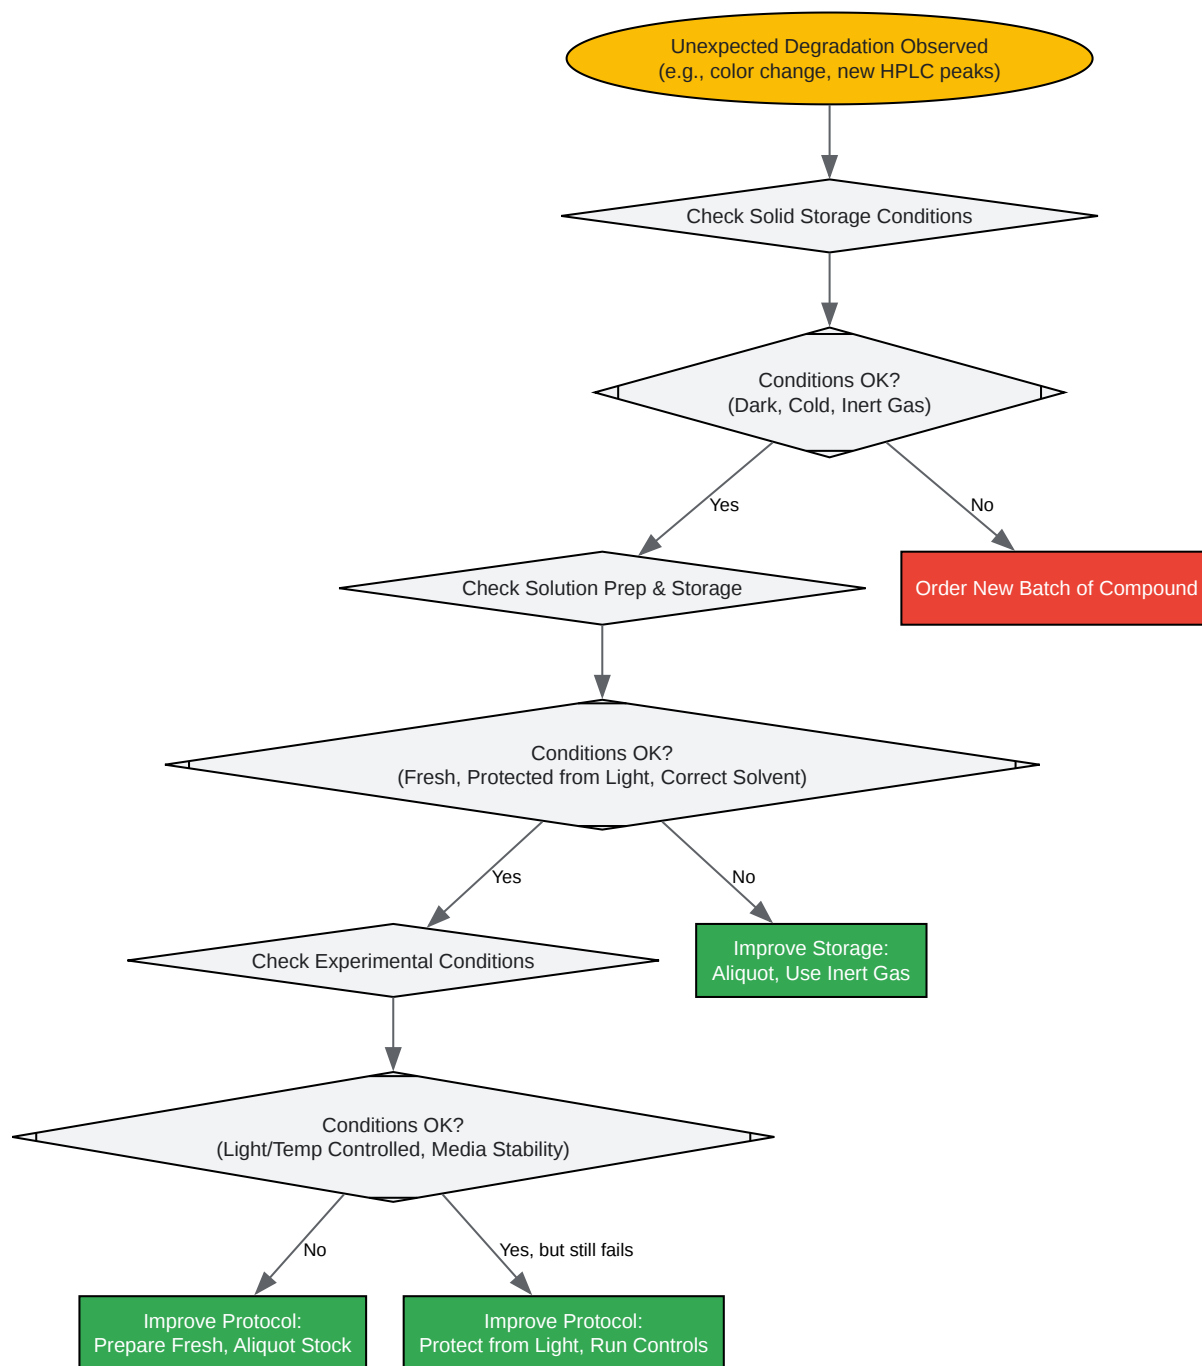 Unexpected Degradation Observed
(e.g., color change, new HPLC peaks)
Check Solid Storage Conditions
Conditions OK?
(Dark, Cold, Inert Gas)
Yes
No
Check Solution Prep & Storage
Order New Batch of Compound
Conditions OK?
(Fresh, Protected from Light, Correct Solvent)
Yes
No
Check Experimental Conditions
Improve Storage:
Aliquot, Use Inert Gas
Conditions OK?
(Light/Temp Controlled, Media Stability)
No
Yes, but still fails
Improve Protocol:
Prepare Fresh, Aliquot Stock
Improve Protocol:
Protect from Light, Run Controls